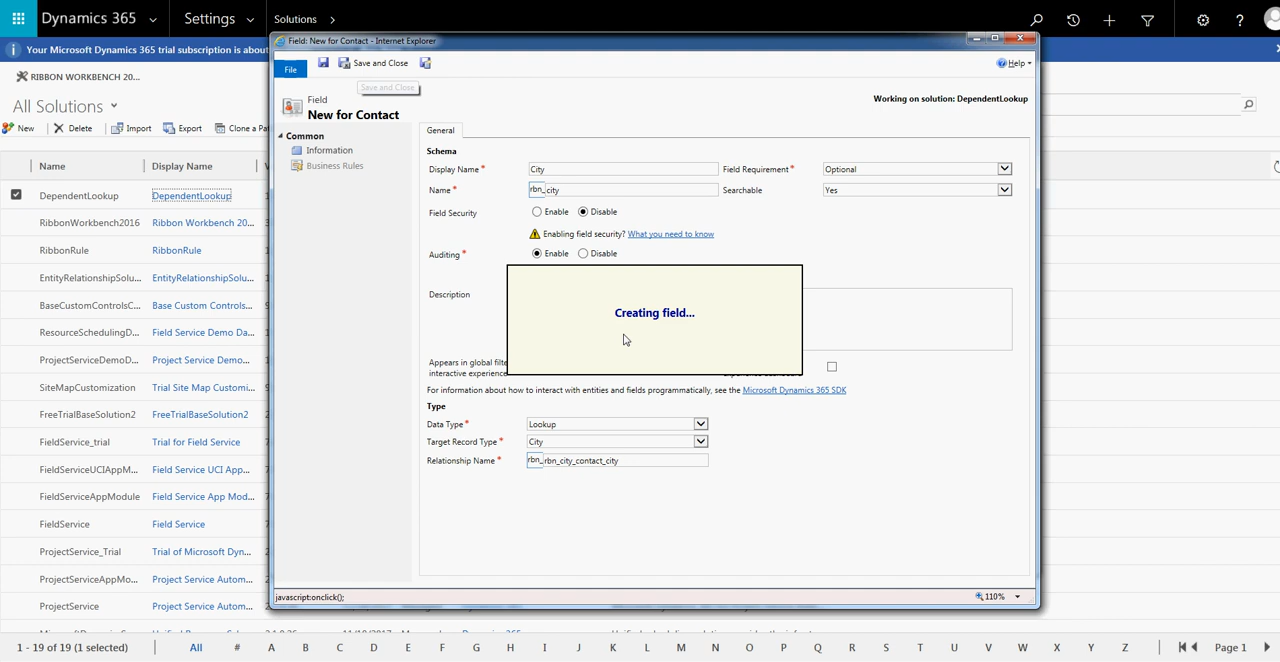 Dynamics 365 Settings Solutions
Your Microsoft Dynamics 365 trial subscription is about
RIBBON WORKBENCH 20...
All Solutions
New Delete Import Export Clone a Pa
Name Display Name
DependentLookup DependentLookup
RibbonWorkbench2016 Ribbon Workbench 20...
RibbonRule RibbonRule
EntityRelationshipSolu... EntityRelationshipSolu...
BaseCustomControlsC... Base Custom Controls...
ResourceSchedulingD... Field Service Demo Da...
ProjectServiceDemoD... Project Service Demo...
SiteMapCustomization Trial Site Map Customi...
FreeTrialBaseSolution2 FreeTrialBaseSolution2
FieldService_trial Trial for Field Service
FieldServiceUCIAppM... Field Service UCI App...
FieldServiceAppModule Field Service App Mod...
FieldService Field Service
ProjectService_Trial Trial of Microsoft Dyn...
ProjectServiceAppMo... Project Service Autom...
ProjectService Project Service Autom...
1 - 19 of 19 (1 selected) All # A B C D E F G H I J K L M N O P Q R S T U V W X Y Z Page 1
Field: New for Contact - Internet Explorer
File Save and Close Help
Save and Close
Field
New for Contact
Working on solution: DependentLookup
Common
Information
Business Rules
General
Schema
Display Name * City Field Requirement * Optional
Name * rbn_ city Searchable Yes
Field Security Enable Disable
Enabling field security? What you need to know
Auditing * Enable Disable
Creating field...
Description
Appears in global filte
interactive experience
For information about how to interact with entities and fields programmatically, see the Microsoft Dynamics 365 SDK
Type
Data Type * Lookup
Target Record Type * City
Relationship Name * rbn_ rbn_city_contact_city
javascript:onclick();
110%